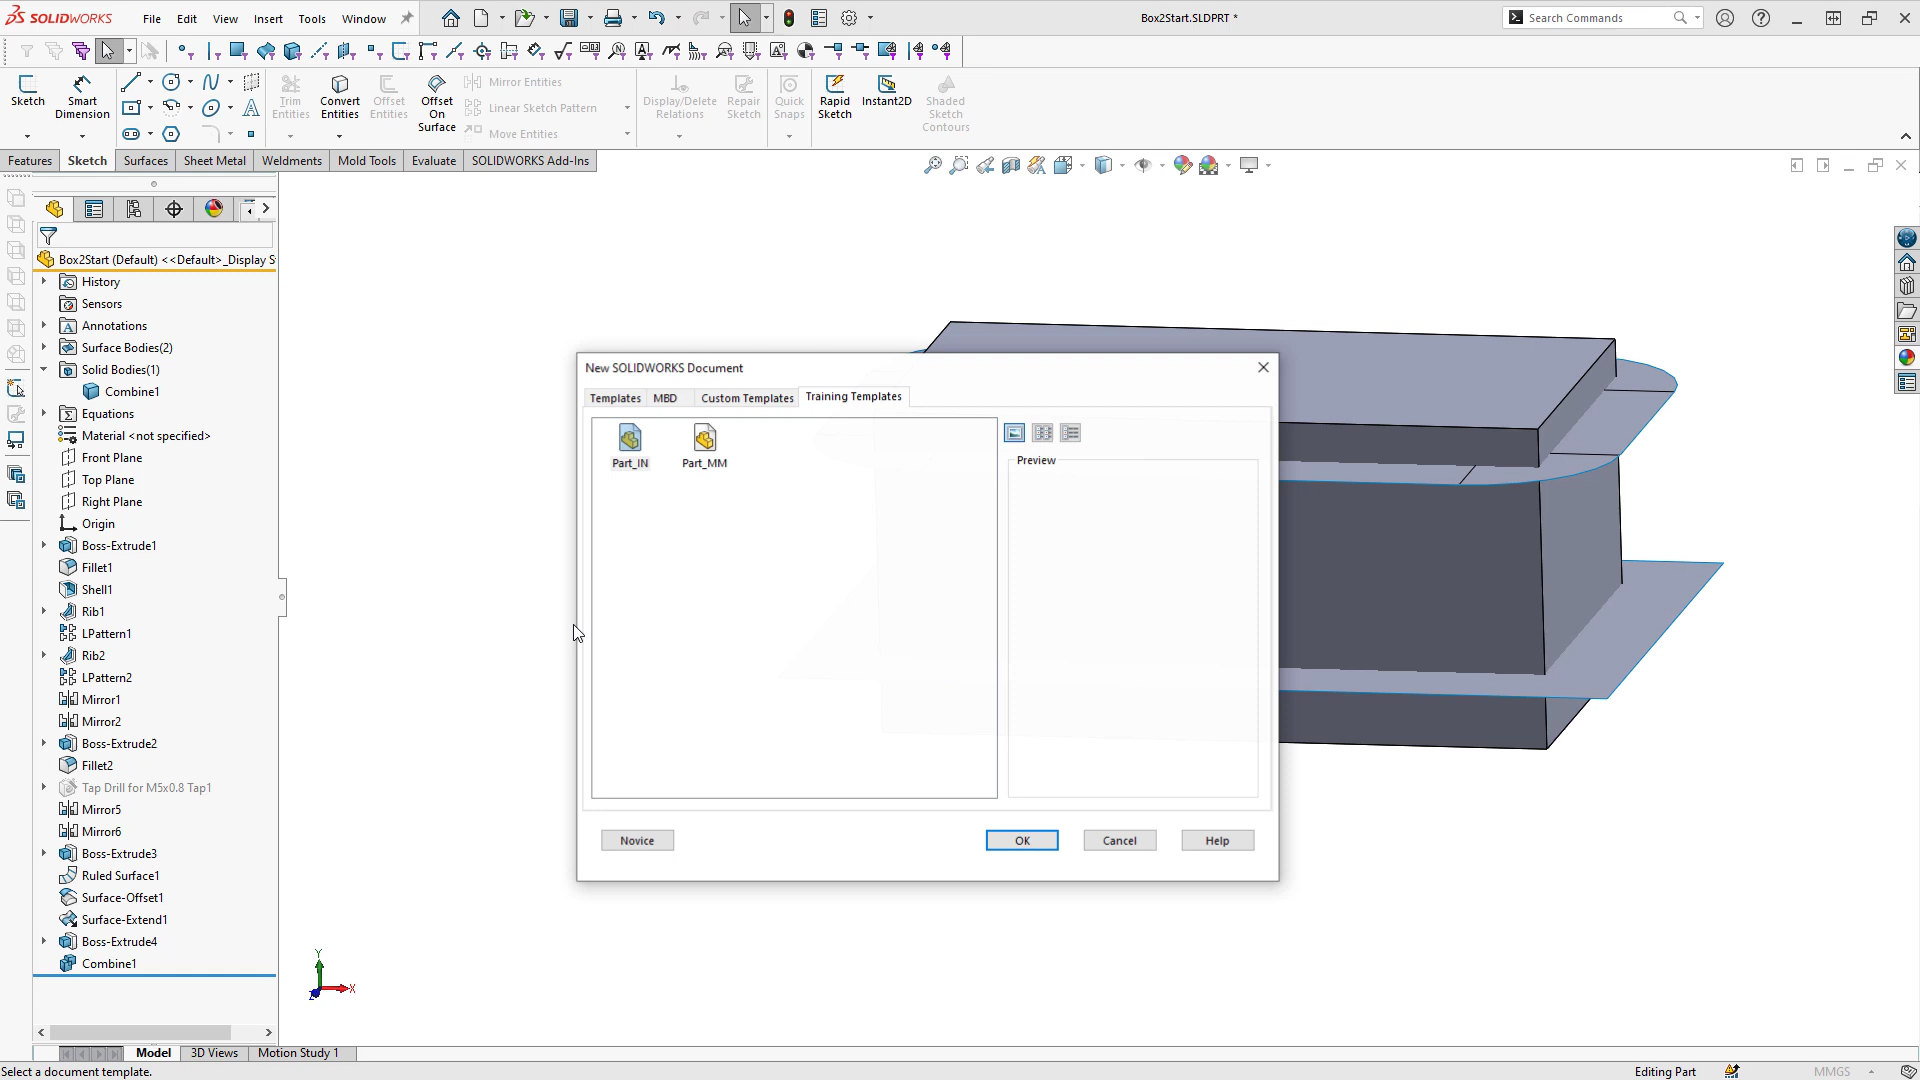 SOLIDWORKS
File Edit View Insert Tools Window
Box2Start.SLDPRT *
Search Commands
Sketch
Smart Dimension
Trim Entities
Convert Entities
Offset Entities
Offset On Surface
Mirror Entities
Linear Sketch Pattern
Move Entities
Display/Delete Relations
Repair Sketch
Quick Snaps
Rapid Sketch
Instant2D
Shaded Sketch Contours
Features Sketch Surfaces Sheet Metal Weldments Mold Tools Evaluate SOLIDWORKS Add-Ins
Box2Start (Default) <<Default>_Display S
History
Sensors
Annotations
Surface Bodies(2)
Solid Bodies(1)
Combine1
Equations
Material <not specified>
Front Plane
Top Plane
Right Plane
Origin
Boss-Extrude1
Fillet1
Shell1
Rib1
LPattern1
Rib2
LPattern2
Mirror1
Mirror2
Boss-Extrude2
Fillet2
Tap Drill for M5x0.8 Tap1
Mirror5
Mirror6
Boss-Extrude3
Ruled Surface1
Surface-Offset1
Surface-Extend1
Boss-Extrude4
Combine1
New SOLIDWORKS Document
Templates MBD Custom Templates Training Templates
Part_IN Part_MM
Preview
Novice OK Cancel Help
Y
X
Z
Model 3D Views Motion Study 1
Select a document template.
Editing Part
MMGS